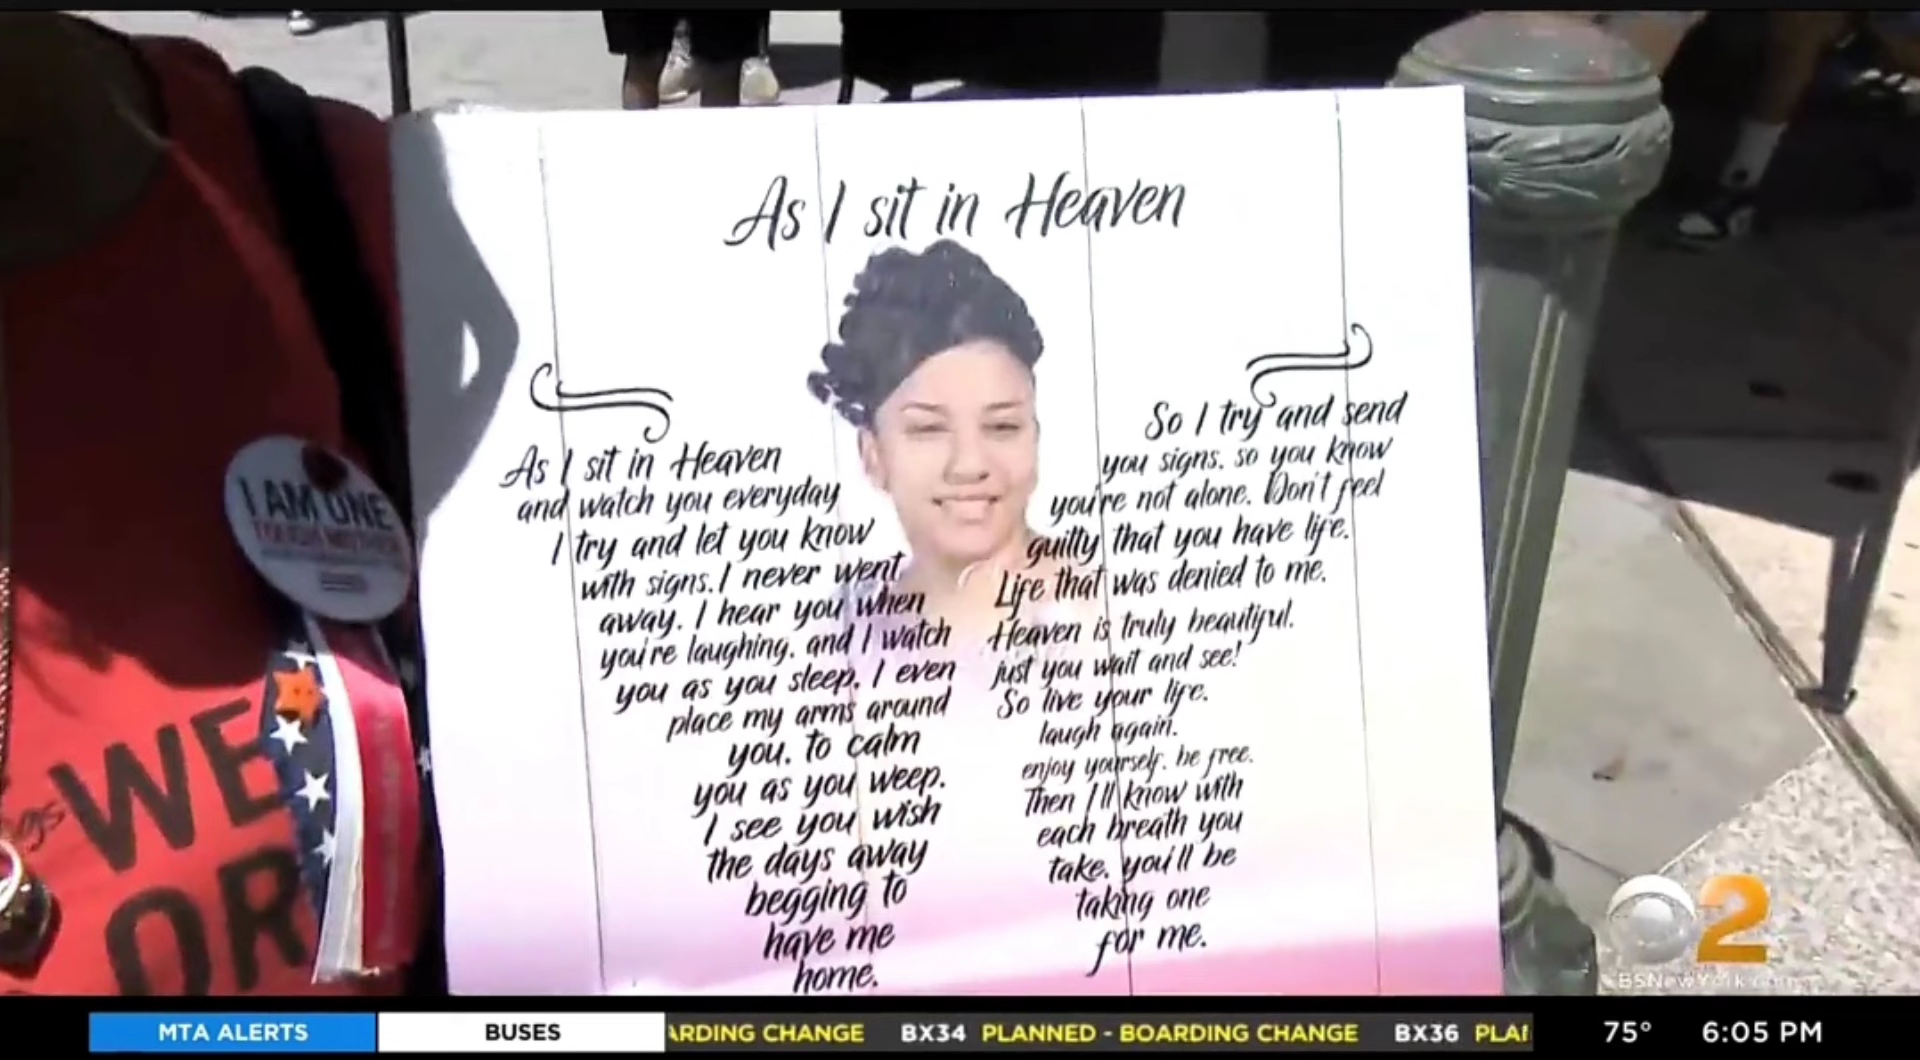 As I sit in Heaven
As I sit in Heaven
and watch you everyday
I try and let you know
with signs. I never went
away. I hear you when
you're laughing. and I watch
you as you sleep. I even
place my arms around
you. to calm
you as you weep.
I see you wish
the days away
begging to
have me
home.
So I try and send
you signs. so you know
you're not alone. Don't feel
guilty that you have life.
Life that was denied to me.
Heaven is truly beautiful.
just you wait and see!
So live your life.
laugh again.
enjoy yourself. be free.
Then I'll know with
each breath you
take. you'll be
taking one
for me.
I AM ONE
TOUGH MOTHER
WE
OR
2
BSNewYork.com
MTA ALERTS
BUSES
ARDING CHANGE BX34 PLANNED - BOARDING CHANGE BX36 PLA
75° 6:05 PM